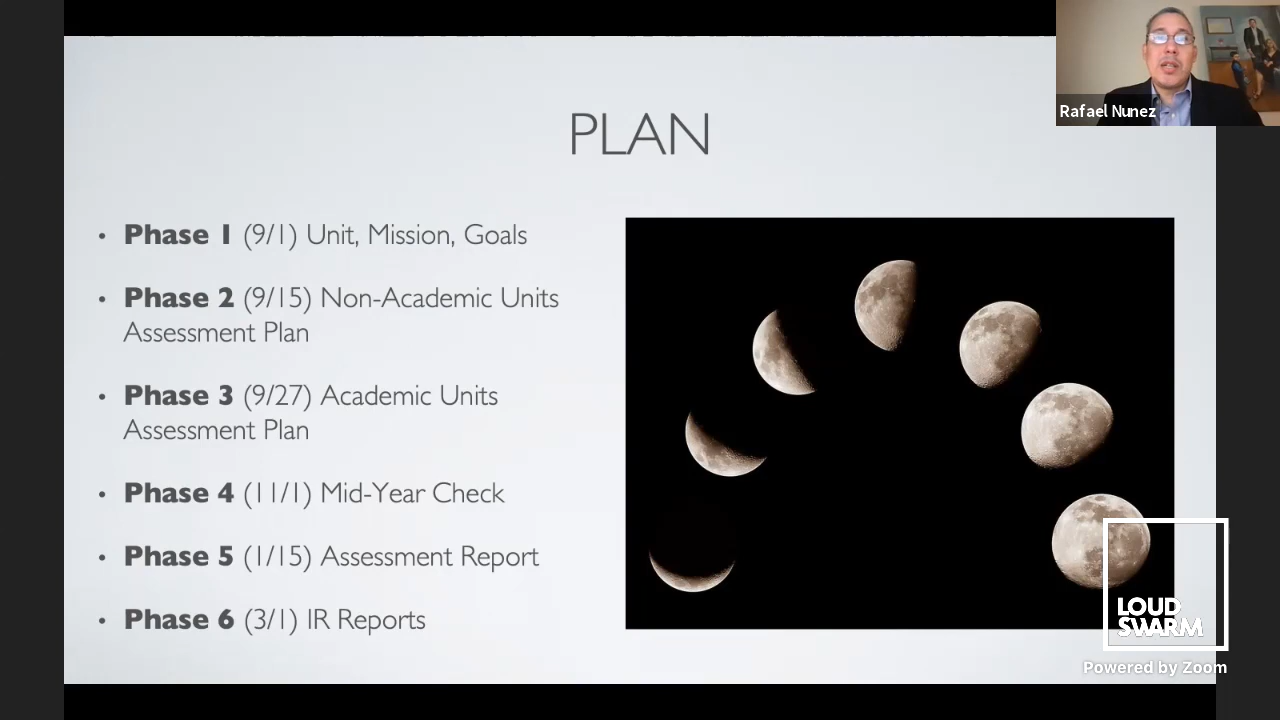 Rafael Nunez
PLAN
• Phase 1 (9/1) Unit, Mission, Goals
• Phase 2 (9/15) Non-Academic Units
Assessment Plan
• Phase 3 (9/27) Academic Units
Assessment Plan
• Phase 4 (11/1) Mid-Year Check
• Phase 5 (1/15) Assessment Report
• Phase 6 (3/1) IR Reports
LOUD
SWARM
Powered by Zoom